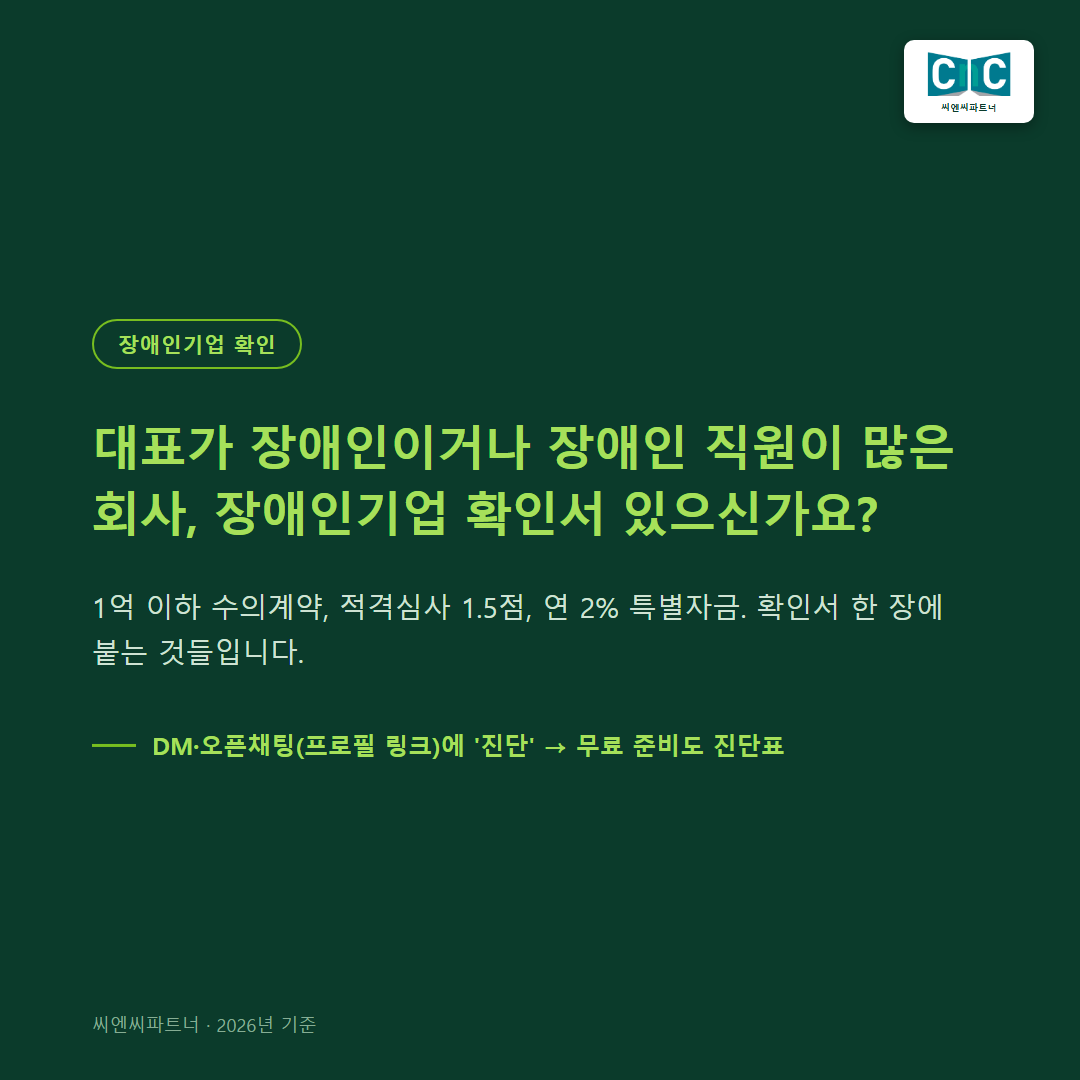 CnC
씨엔씨파트너
장애인기업 확인
대표가 장애인이거나 장애인 직원이 많은
회사, 장애인기업 확인서 있으신가요?
1억 이하 수의계약, 적격심사 1.5점, 연 2% 특별자금. 확인서 한 장에
붙는 것들입니다.
DM·오픈채팅(프로필 링크)에 '진단' → 무료 준비도 진단표
씨엔씨파트너 · 2026년 기준